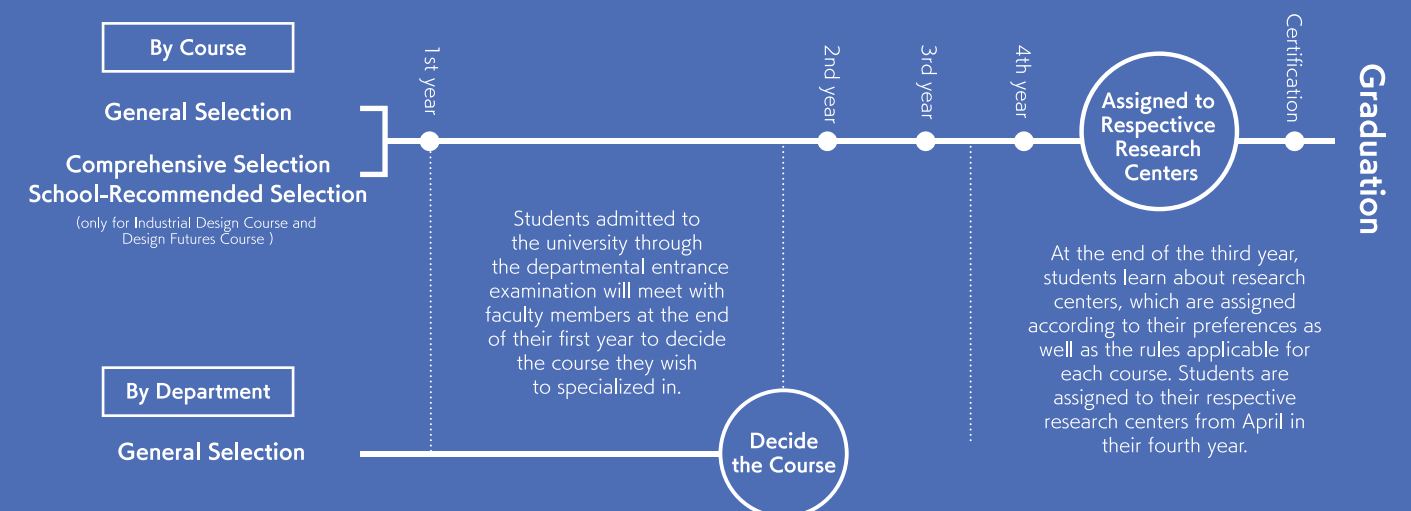 By Course
General Selection
Comprehensive Selection
School-Recommended Selection
(only for Industrial Design Course and
Design Futures Course )
1st year
2nd year
3rd year
4th year
Assigned to
Respectivce
Research
Centers
Certification
Graduation
Students admitted to
the university through
the departmental entrance
examination will meet with
faculty members at the end
of their first year to decide
the course they wish
to specialized in.
At the end of the third year,
students learn about research
centers, which are assigned
according to their preferences as
well as the rules applicable for
each course. Students are
assigned to their respective
research centers from April in
their fourth year.
By Department
General Selection
Decide
the Course